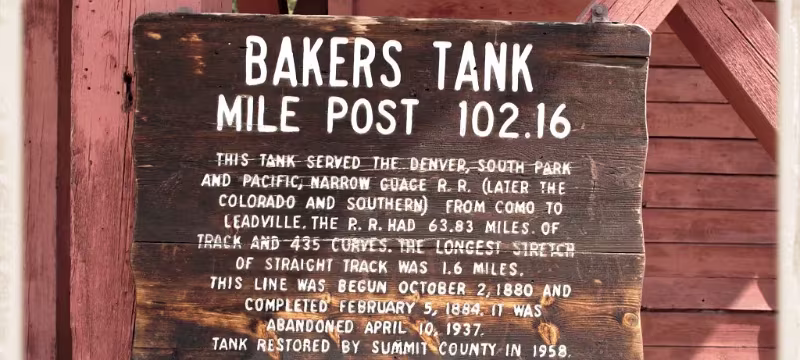 BAKERS TANK
MILE POST 102.16
THIS TANK SERVED THE DENVER, SOUTH PARK
AND PACIFIC, NARROW GUAGE R. R. (LATER THE
COLORADO AND SOUTHERN) FROM COMO TO
LEADVILLE. THE R. R. HAD 63.83 MILES. OF
TRACK AND 435 CURVES. THE LONGEST STRETCH
OF STRAIGHT TRACK WAS 1.6 MILES.
THIS LINE WAS BEGUN OCTOBER 2, 1880 AND
COMPLETED FEBRUARY 5, 1884. IT WAS
ABANDONED APRIL 10, 1937.
TANK RESTORED BY SUMMIT COUNTY IN 1958.